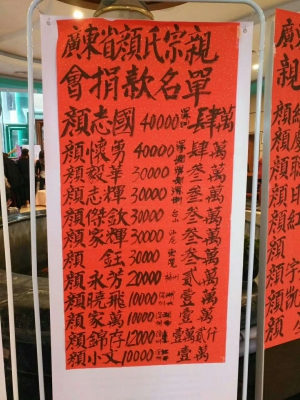 廣東省顏氏宗親
會捐款名單
顏志國 40000 肆萬
顏懷勇 40000 肆萬
顏毅華 30000 叁萬
顏志輝 30000 叁萬
顏傑欽 30000 台山 叁萬
顏家輝 30000 叁萬
顏鈺 30000 叁萬
顏永芳 20000 貳萬
顏曉飛 10000 壹萬
顏家萬 10000 壹萬
顏錦存 12000 壹萬貳仟
顏小文 10000 壹萬